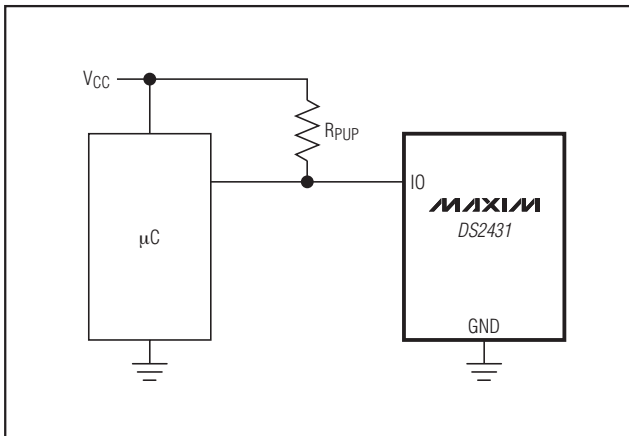 VCC
RPUP
IO
MAXIM
DS2431
μC
GND